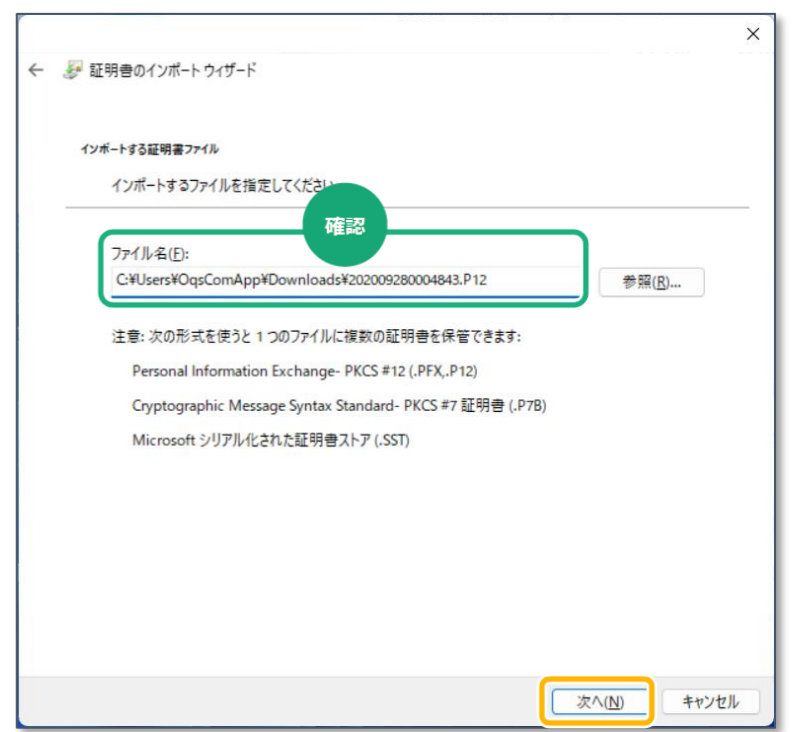 証明書のインポート ウィザード
インポートする証明書ファイル
インポートするファイルを指定してください
確認
ファイル名(F):
C:¥Users¥OqsComApp¥Downloads¥202009280004843.P12
参照(R)...
注意: 次の形式を使うと 1 つのファイルに複数の証明書を保管できます:
Personal Information Exchange- PKCS #12 (.PFX,.P12)
Cryptographic Message Syntax Standard- PKCS #7 証明書 (.P7B)
Microsoft シリアル化された証明書ストア (.SST)
次へ(N)
キャンセル